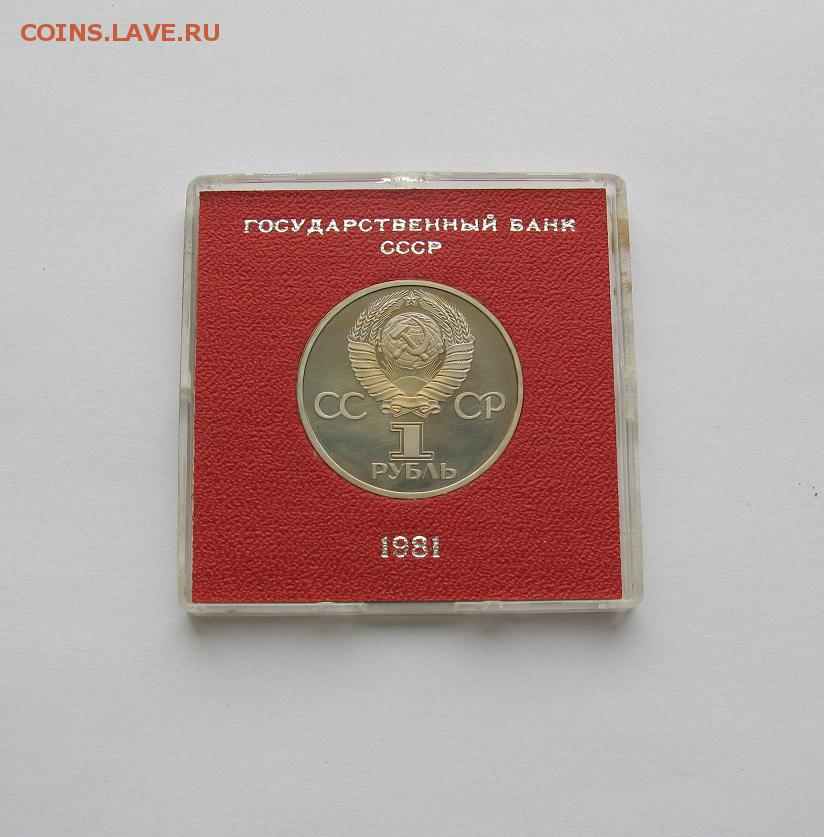 COINS.LAVE.RU
ГОСУДАРСТВЕННЫЙ БАНК
СССР
СС СР
1
РУБЛЬ
1981